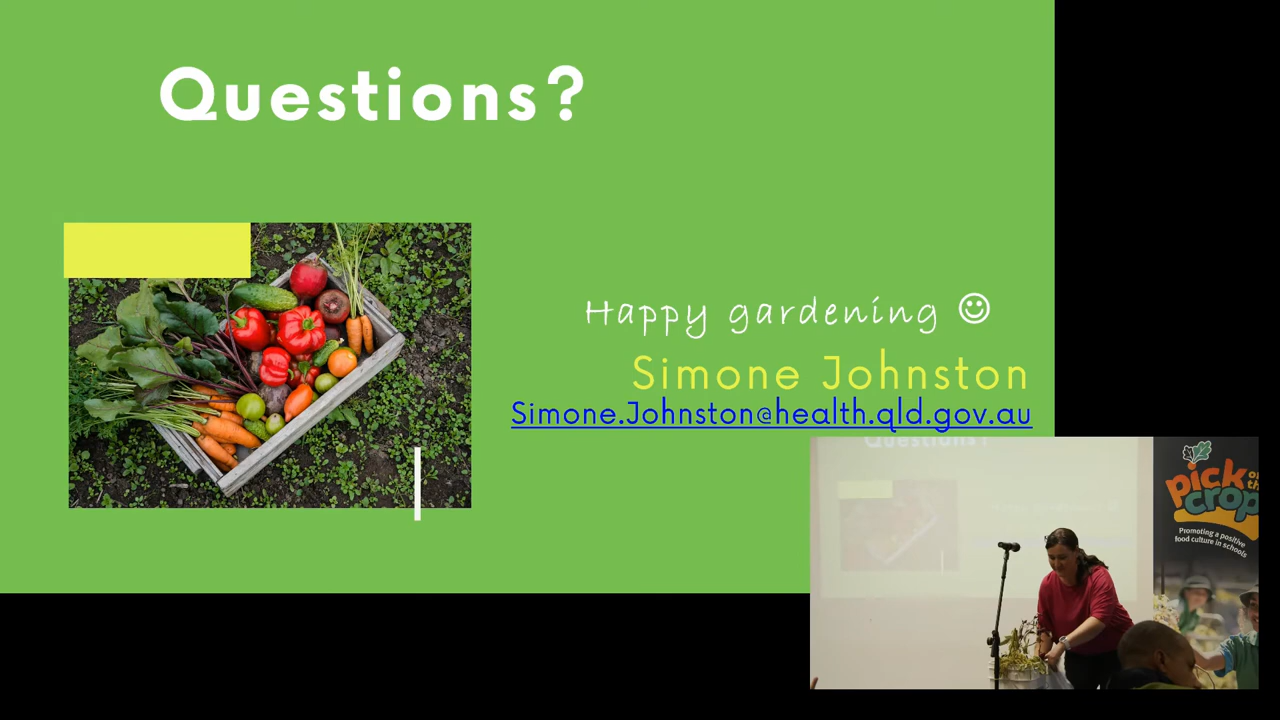 Questions?
Happy gardening ☺
Simone Johnston
Simone.Johnston@health.qld.gov.au
Questions?
pick of
the
crop
Promoting a positive
food culture in schools